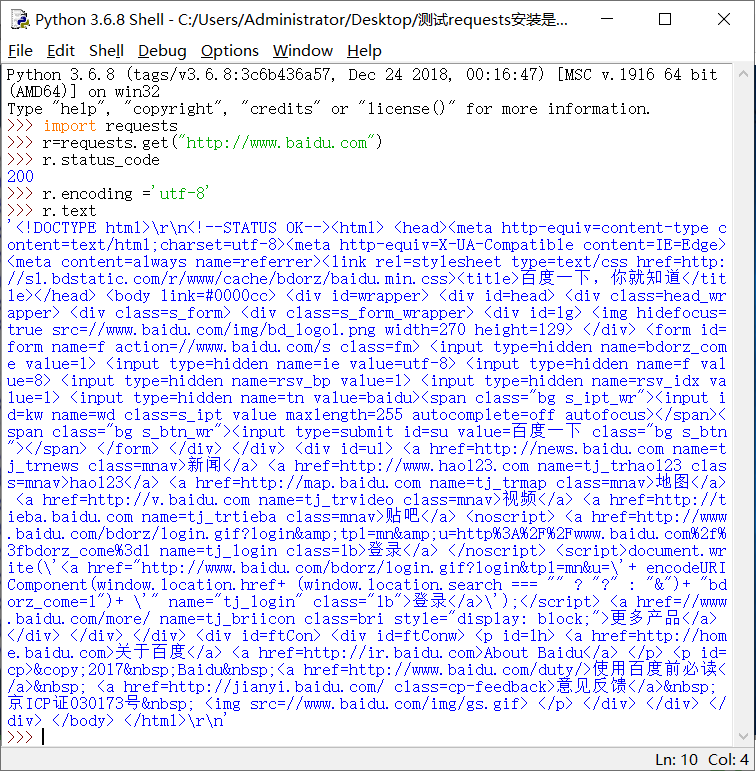 Python 3.6.8 Shell - C:/Users/Administrator/Desktop/测试requests安装是...
File Edit Shell Debug Options Window Help
Python 3.6.8 (tags/v3.6.8:3c6b436a57, Dec 24 2018, 00:16:47) [MSC v.1916 64 bit
(AMD64)] on win32
Type "help", "copyright", "credits" or "license()" for more information.
>>> import requests
>>> r=requests.get("http://www.baidu.com")
>>> r.status_code
200
>>> r.encoding ='utf-8'
>>> r.text
'<!DOCTYPE html>\r\n<!--STATUS OK--><html> <head><meta http-equiv=content-type c
ontent=text/html;charset=utf-8><meta http-equiv=X-UA-Compatible content=IE=Edge>
<meta content=always name=referrer><link rel=stylesheet type=text/css href=http:
//s1.bdstatic.com/r/www/cache/bdorz/baidu.min.css><title>百度一下，你就知道</tit
le></head> <body link=#0000cc> <div id=wrapper> <div id=head> <div class=head_wr
apper> <div class=s_form> <div class=s_form_wrapper> <div id=lg> <img hidefocus=
true src=//www.baidu.com/img/bd_logo1.png width=270 height=129> </div> <form id=
form name=f action=//www.baidu.com/s class=fm> <input type=hidden name=bdorz_com
e value=1> <input type=hidden name=ie value=utf-8> <input type=hidden name=f val
ue=8> <input type=hidden name=rsv_bp value=1> <input type=hidden name=rsv_idx va
lue=1> <input type=hidden name=tn value=baidu><span class="bg s_ipt_wr"><input i
d=kw name=wd class=s_ipt value maxlength=255 autocomplete=off autofocus></span><
span class="bg s_btn_wr"><input type=submit id=su value=百度一下 class="bg s_btn
"></span> </form> </div> </div> <div id=u1> <a href=http://news.baidu.com name=t
j_trnews class=mnav>新闻</a> <a href=http://www.hao123.com name=tj_trhao123 clas
s=mnav>hao123</a> <a href=http://map.baidu.com name=tj_trmap class=mnav>地图</a>
 <a href=http://v.baidu.com name=tj_trvideo class=mnav>视频</a> <a href=http://t
ieba.baidu.com name=tj_trtieba class=mnav>贴吧</a> <noscript> <a href=http://www
.baidu.com/bdorz/login.gif?login&amp;tpl=mn&amp;u=http%3A%2F%2Fwww.baidu.com%2f%
3fbdorz_come%3d1 name=tj_login class=lb>登录</a> </noscript> <script>document.wr
ite(\'<a href="http://www.baidu.com/bdorz/login.gif?login&tpl=mn&u=\'+ encodeURI
Component(window.location.href+ (window.location.search === "" ? "?" : "&")+ "bd
orz_come=1")+ \'" name="tj_login" class="lb">登录</a>\');</script> <a href=//www
.baidu.com/more/ name=tj_briicon class=bri style="display: block;">更多产品</a>
</div> </div> </div> <div id=ftCon> <div id=ftConw> <p id=lh> <a href=http://hom
e.baidu.com>关于百度</a> <a href=http://ir.baidu.com>About Baidu</a> </p> <p id=
cp>&copy;2017&nbsp;Baidu&nbsp;<a href=http://www.baidu.com/duty/>使用百度前必读<
/a>&nbsp; <a href=http://jianyi.baidu.com/ class=cp-feedback>意见反馈</a>&nbsp;
京ICP证030173号&nbsp; <img src=//www.baidu.com/img/gs.gif> </p> </div> </div> </
div> </body> </html>\r\n'
>>>
Ln: 10 Col: 4